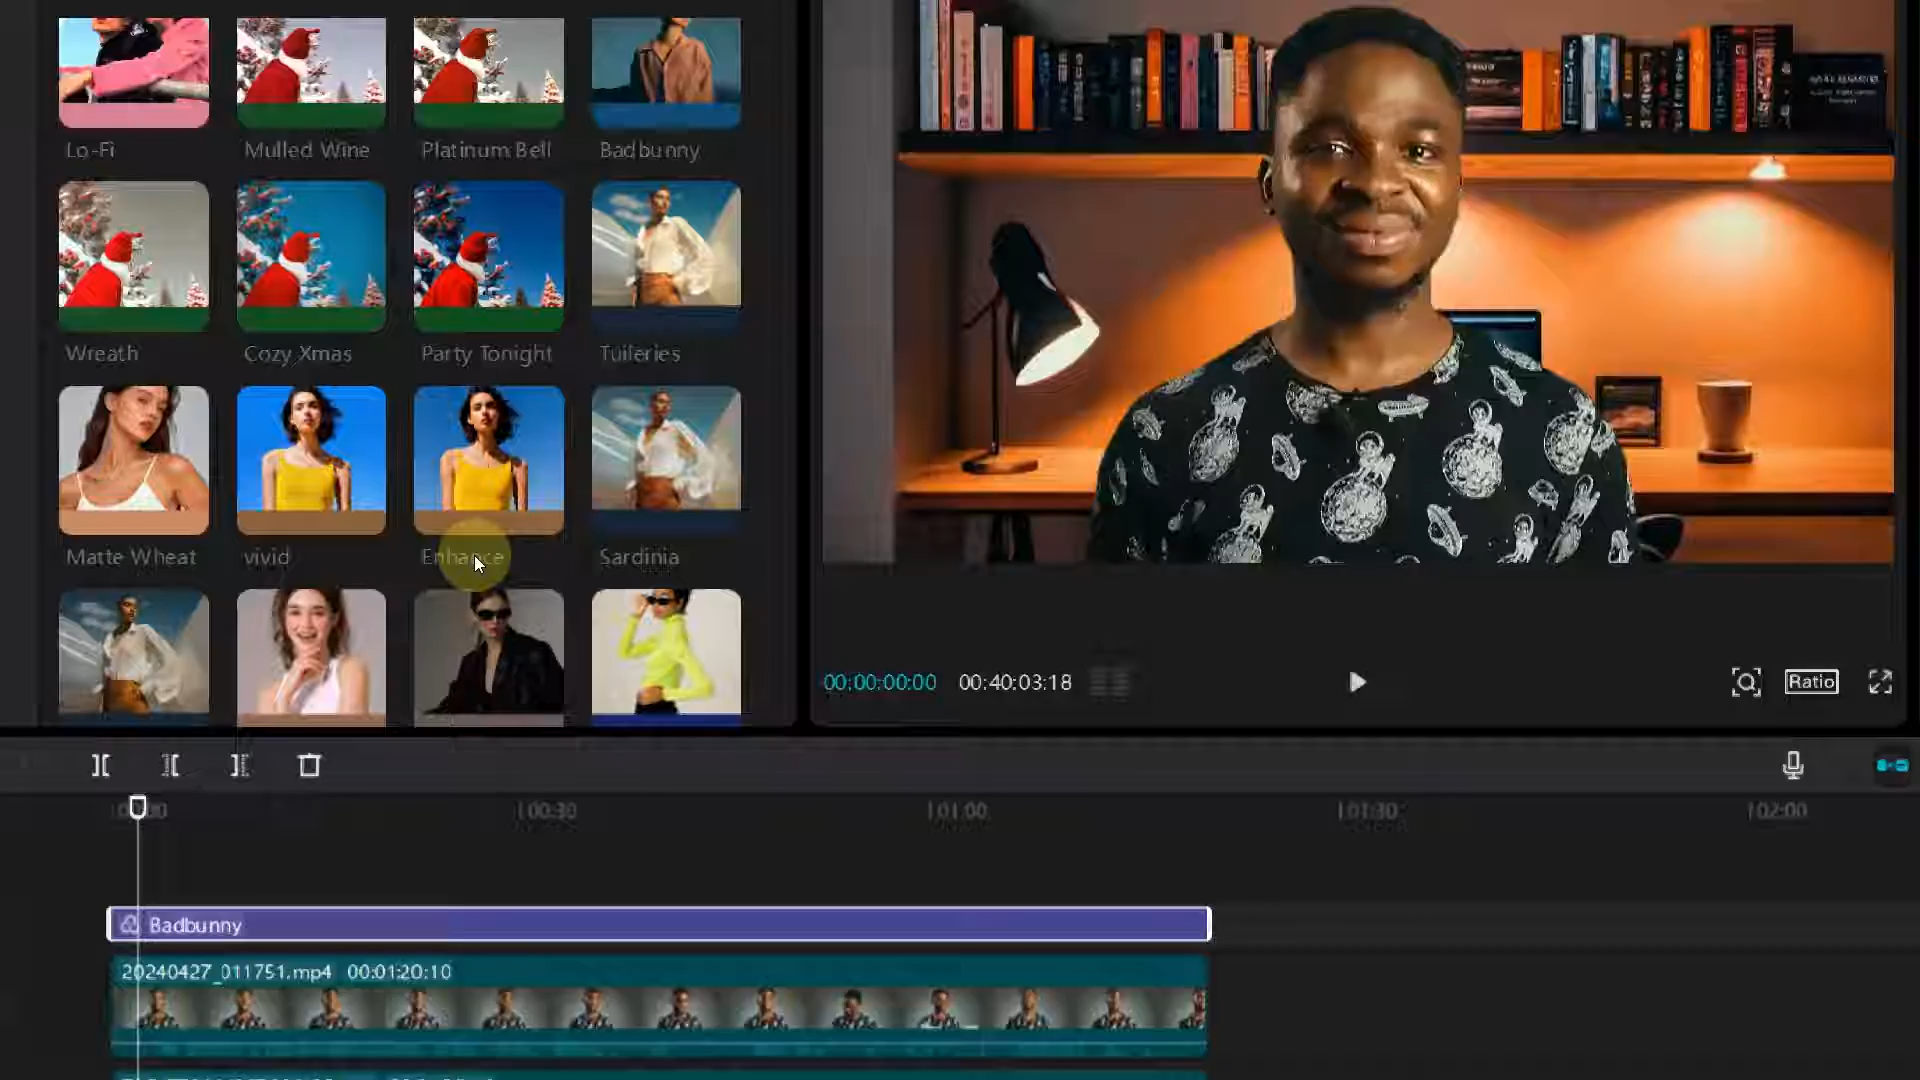 Lo-Fi
Mulled Wine
Platinum Bell
Badbunny
Wreath
Cozy Xmas
Party Tonight
Tuileries
Matte Wheat
vivid
Enhance
Sardinia
00:00:00:00
00:40:03:18
Ratio
00:30
01:00
01:30
02:00
Badbunny
20240427_011751.mp4 00:01:20:10